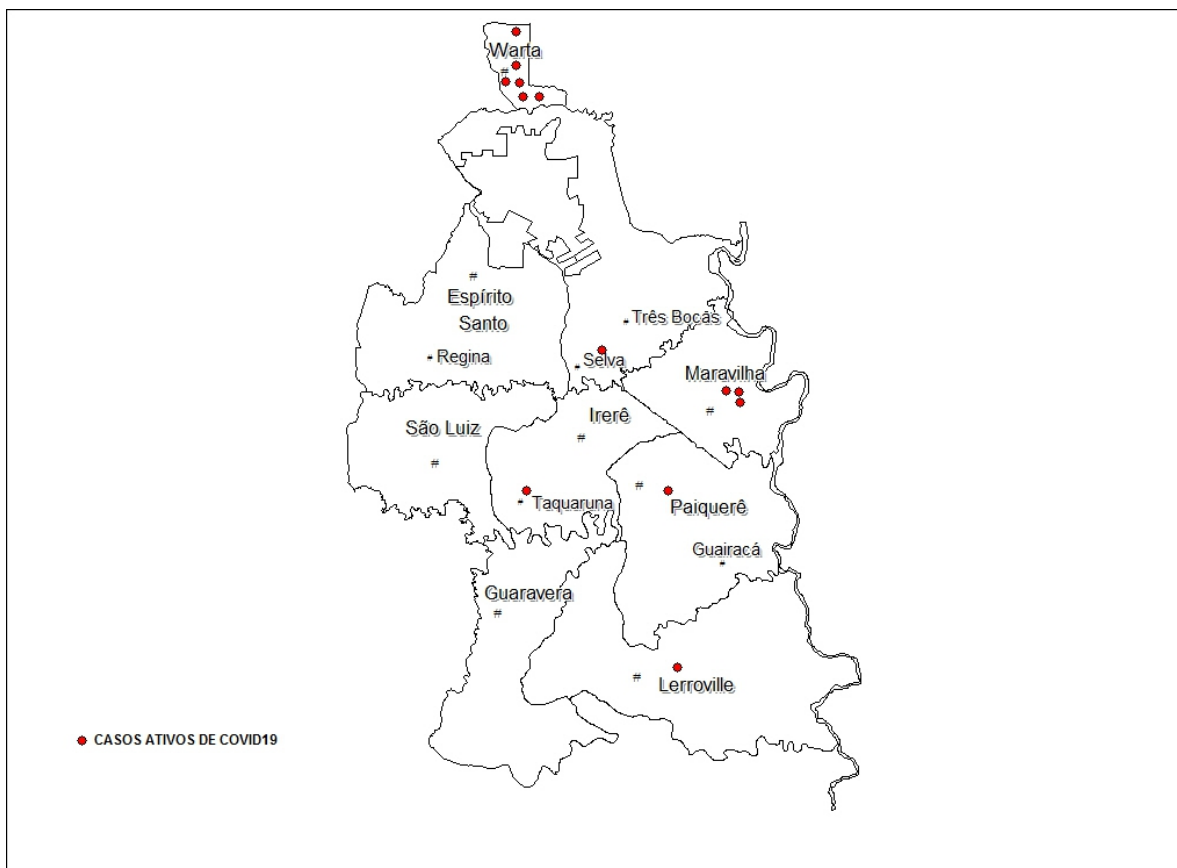 Warta
#
#
Espírito
Santo
Três Bocas
Regina
Selva
Maravilha
#
Irerê
#
São Luiz
#
#
Taquaruna
Paiquerê
Guairacá
Guaravera
#
#
Lerroville
CASOS ATIVOS DE COVID19